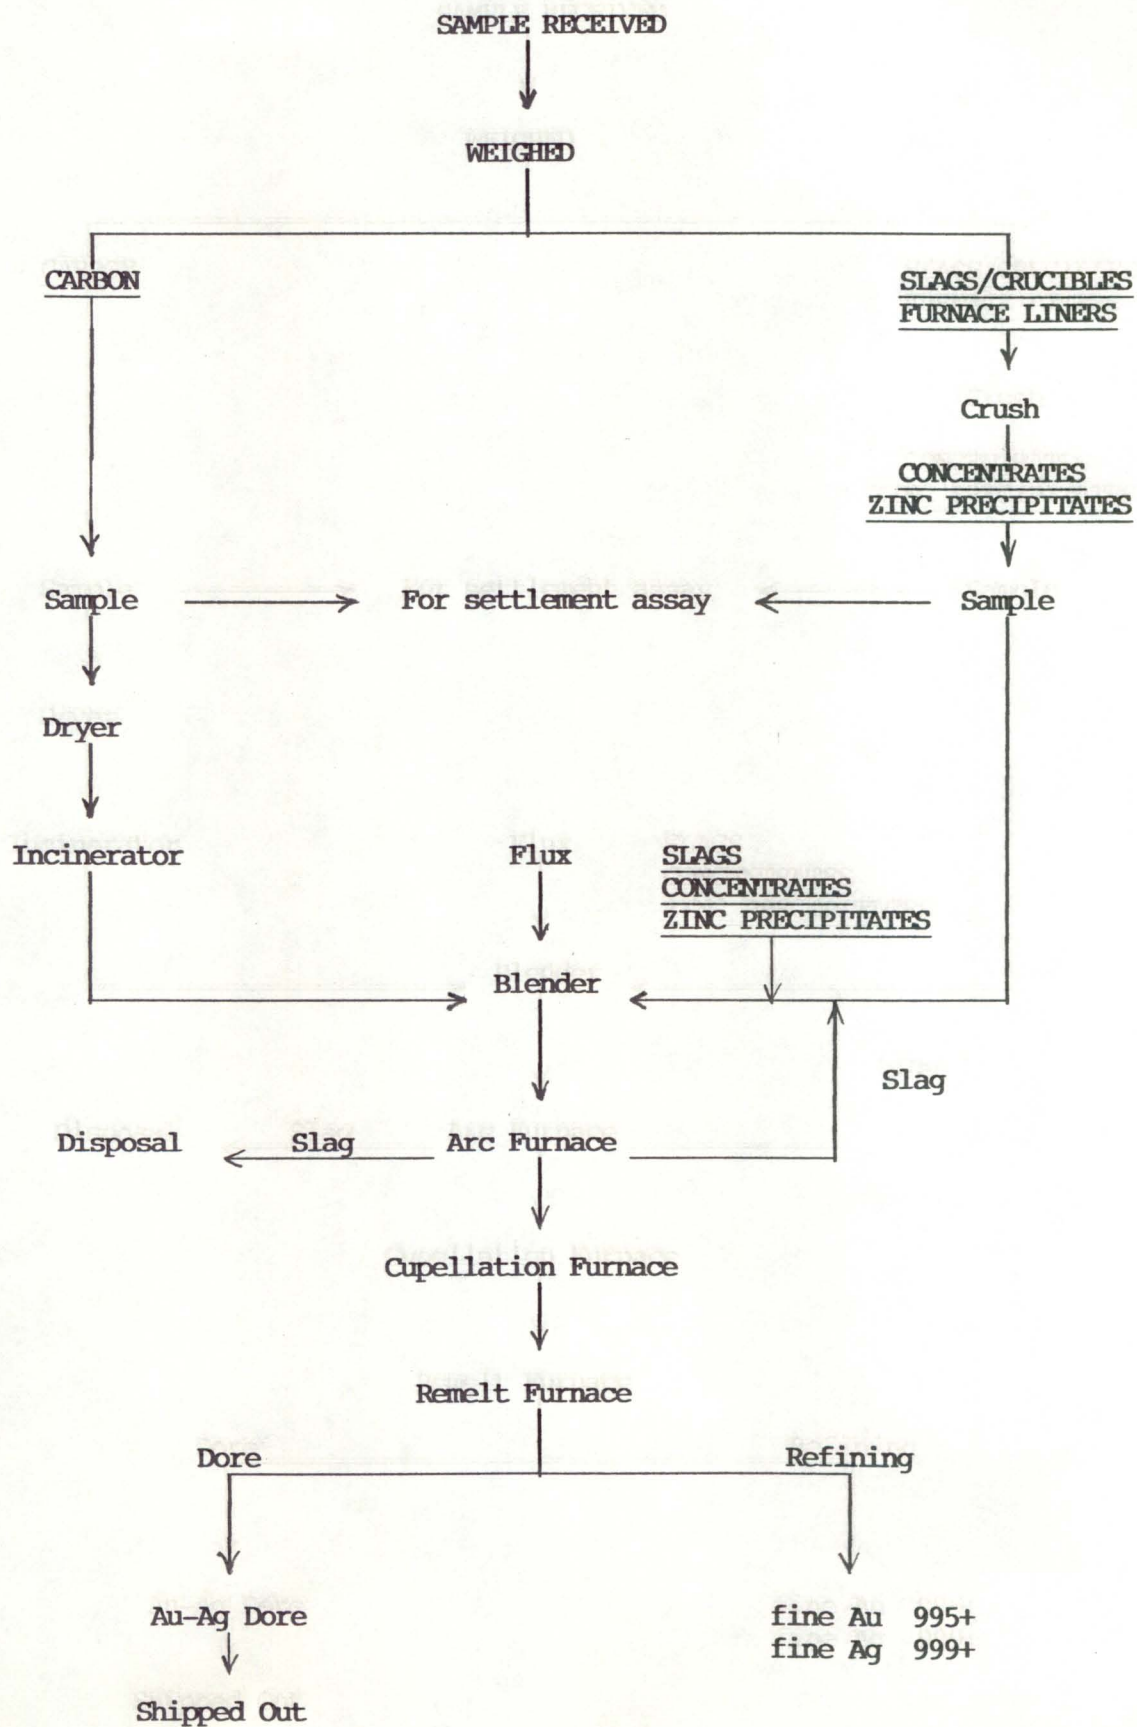 SAMPLE RECEIVED
WEIGHED
CARBON
SLAGS/CRUCIBLES
FURNACE LINERS
Crush
CONCENTRATES
ZINC PRECIPITATES
Sample
For settlement assay
Sample
Dryer
Incinerator
Flux
SLAGS
CONCENTRATES
ZINC PRECIPITATES
Blender
Slag
Disposal
Slag
Arc Furnace
Cupellation Furnace
Remelt Furnace
Dore
Refining
Au-Ag Dore
fine Au 995+
fine Ag 999+
Shipped Out